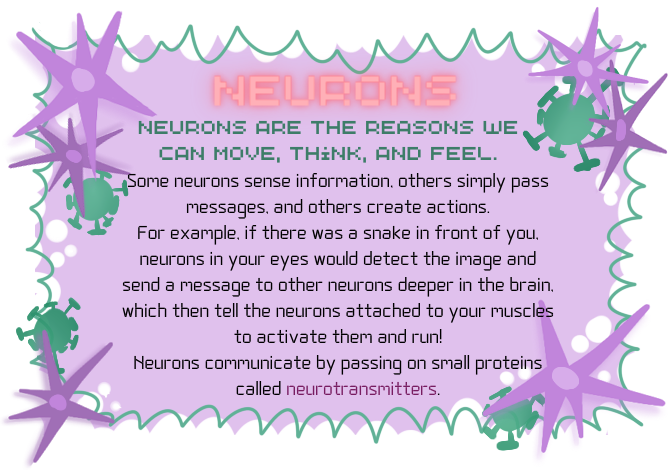 NEURONS
NEURONS ARE THE REASONS WE
CAN MOVE, THiNK, AND FEEL.
Some neurons sense information, others simply pass
messages, and others create actions.
For example, if there was a snake in front of you,
neurons in your eyes would detect the image and
send a message to other neurons deeper in the brain,
which then tell the neurons attached to your muscles
to activate them and run!
Neurons communicate by passing on small proteins
called neurotransmitters.